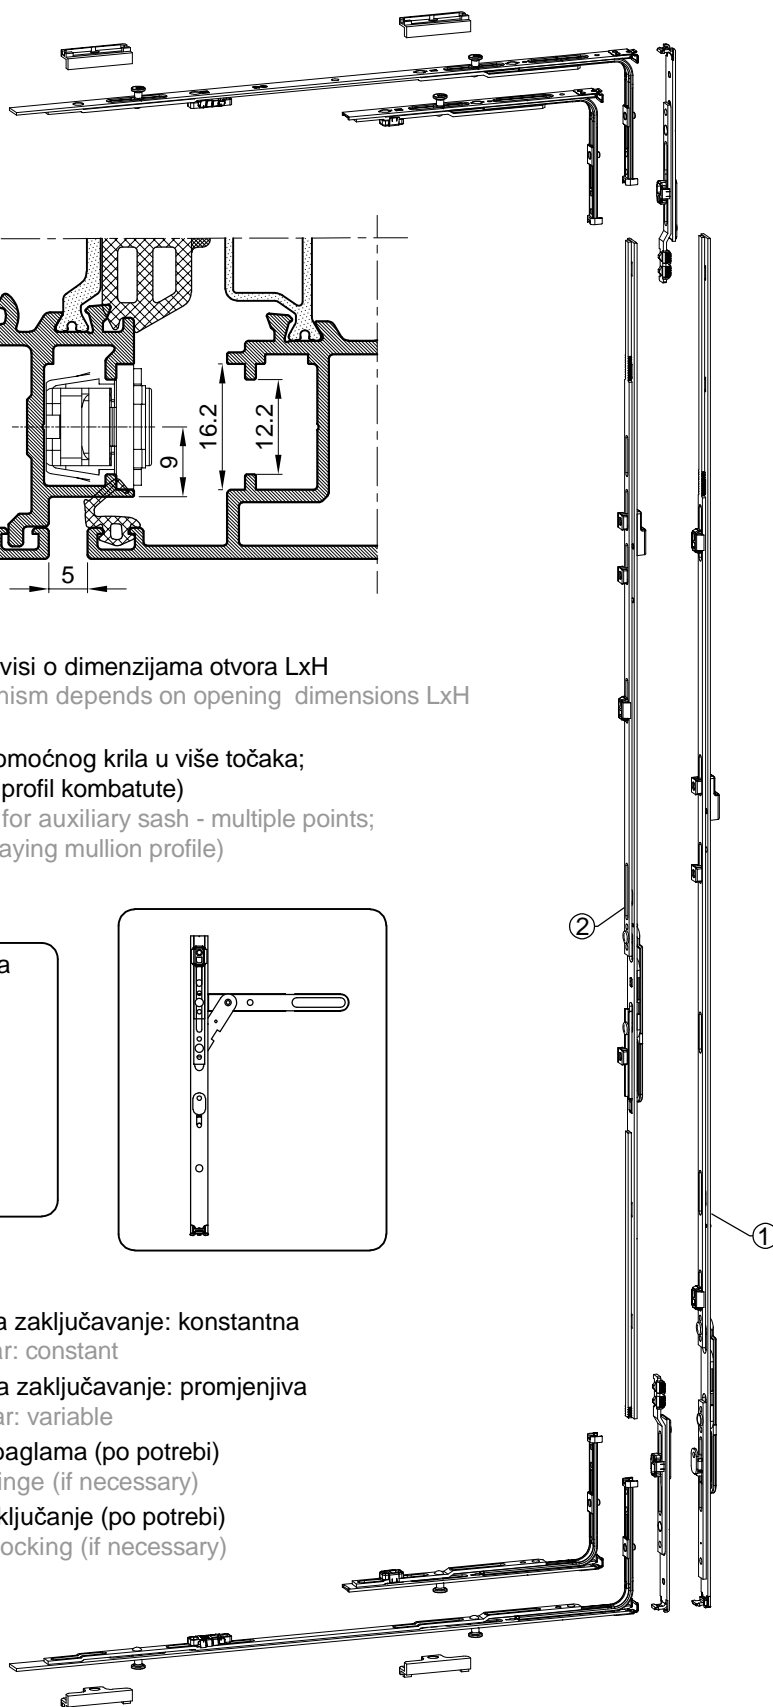 16.2
12.2
9
5
visi o dimenzijama otvora LxH
nism depends on opening dimensions LxH
omoćnog krila u više točaka;
profil kombatute)
for auxiliary sash - multiple points;
aying mullion profile)
2
a
1
a zaključavanje: konstantna
ar: constant
a zaključavanje: promjenjiva
ar: variable
paglama (po potrebi)
inge (if necessary)
ključanje (po potrebi)
ocking (if necessary)